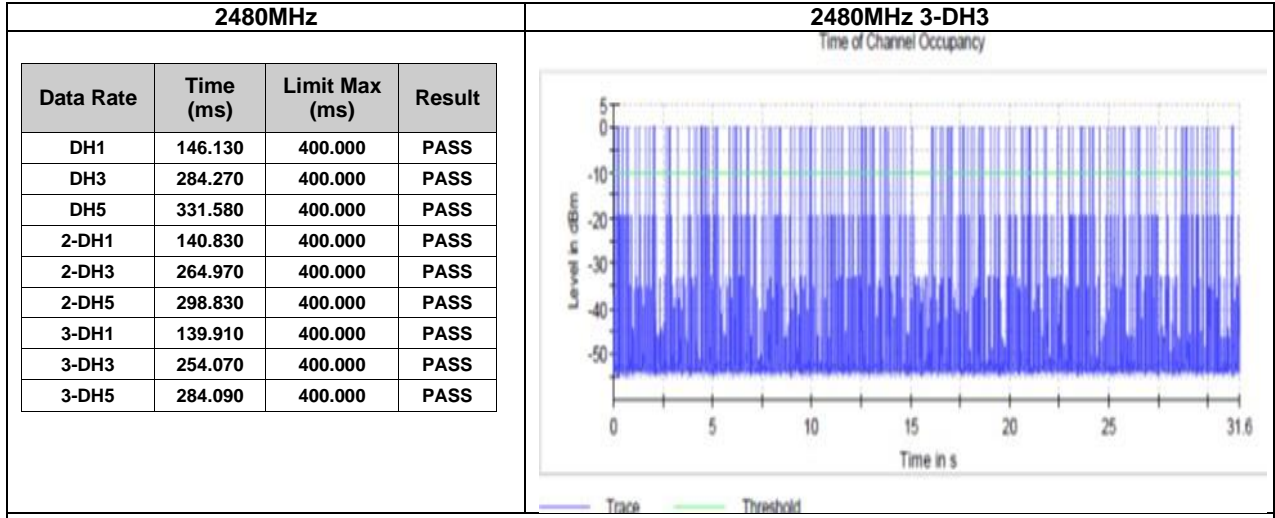 2480MHz
2480MHz 3-DH3
Data Rate Time (ms) Limit Max (ms) Result
DH1 146.130 400.000 PASS
DH3 284.270 400.000 PASS
DH5 331.580 400.000 PASS
2-DH1 140.830 400.000 PASS
2-DH3 264.970 400.000 PASS
2-DH5 298.830 400.000 PASS
3-DH1 139.910 400.000 PASS
3-DH3 254.070 400.000 PASS
3-DH5 284.090 400.000 PASS
Time of Channel Occupancy
Level in dBm
5
0
-10
-20
-30
-40
-50
0 5 10 15 20 25 31.6
Time in s
Trace Threshold